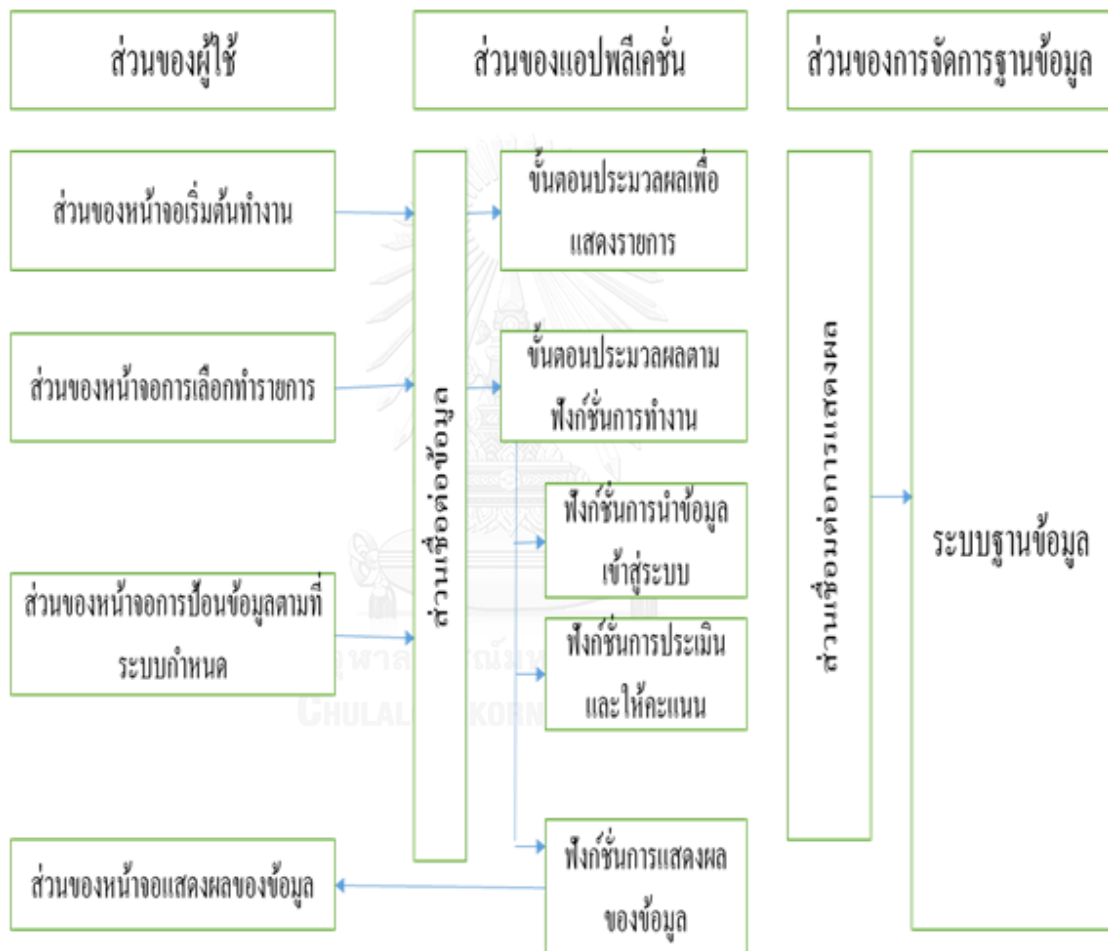 ส่วนของผู้ใช้
ส่วนของแอปพลิเคชั่น
ส่วนของการจัดการฐานข้อมูล
ส่วนของหน้าจอเริ่มต้นทำงาน
ส่วนของหน้าจอการเลือกทำรายการ
ส่วนของหน้าจอการป้อนข้อมูลตามที่
ระบบกำหนด
ส่วนของหน้าจอแสดงผลของข้อมูล
ส่วนเชื่อต่อข้อมูล
ขั้นตอนประมวลผลเพื่อ
แสดงรายการ
ขั้นตอนประมวลผลตาม
ฟังก์ชั่นการทำงาน
ฟังก์ชั่นการนำข้อมูล
เข้าสู่ระบบ
ฟังก์ชั่นการประเมิน
และให้คะแนน
ฟังก์ชั่นการแสดงผล
ของข้อมูล
ส่วนเชื่อมต่อการแสดงผล
ระบบฐานข้อมูล